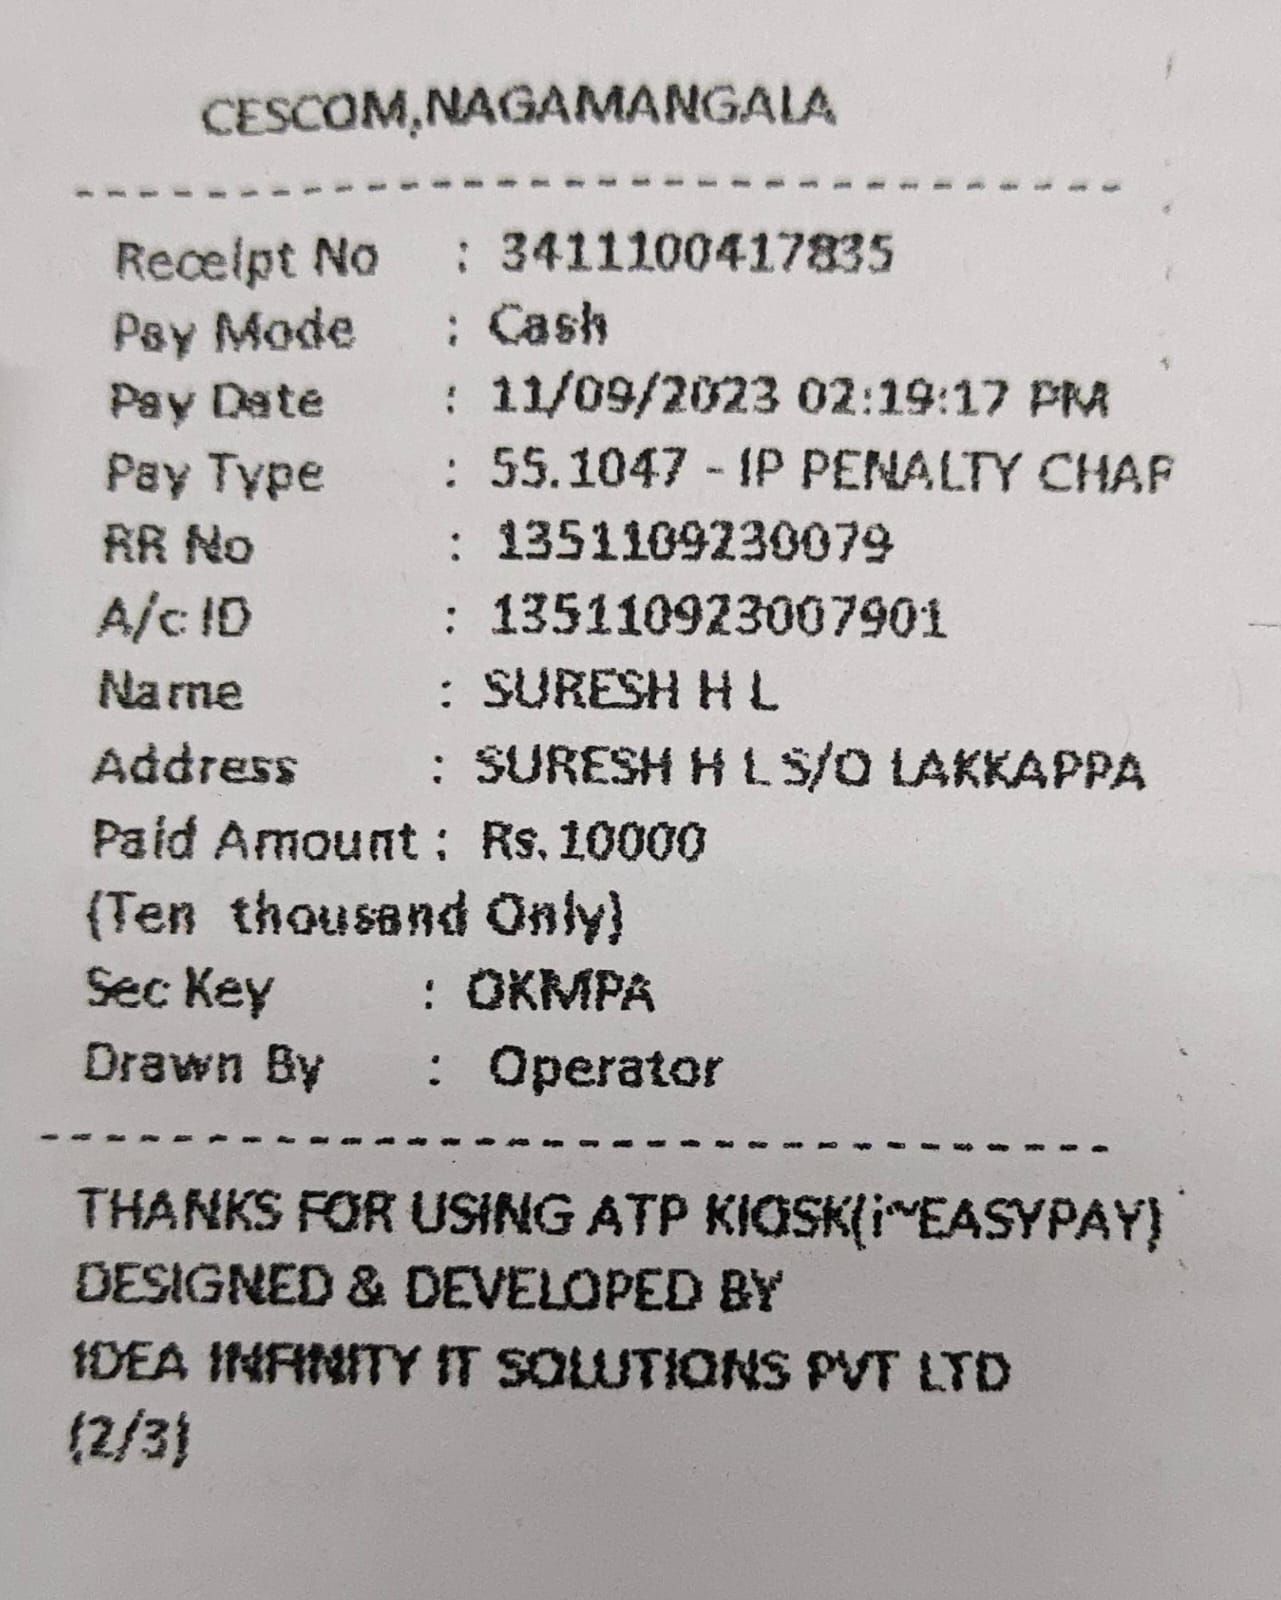 CESCOM,NAGAMANGALA
--------------------------------
Receipt No : 3411100417835
Pay Mode : Cash
Pay Date : 11/09/2023 02:19:17 PM
Pay Type : 55.1047 - IP PENALTY CHAR
RR No : 1351109230079
A/c ID : 135110923007901
Name : SURESH H L
Address : SURESH H L S/O LAKKAPPA
Paid Amount : Rs.10000
(Ten thousand Only)
Sec Key : OKMPA
Drawn By : Operator
--------------------------------
THANKS FOR USING ATP KIOSK(i~EASYPAY)
DESIGNED & DEVELOPED BY
IDEA INFINITY IT SOLUTIONS PVT LTD
(2/3)